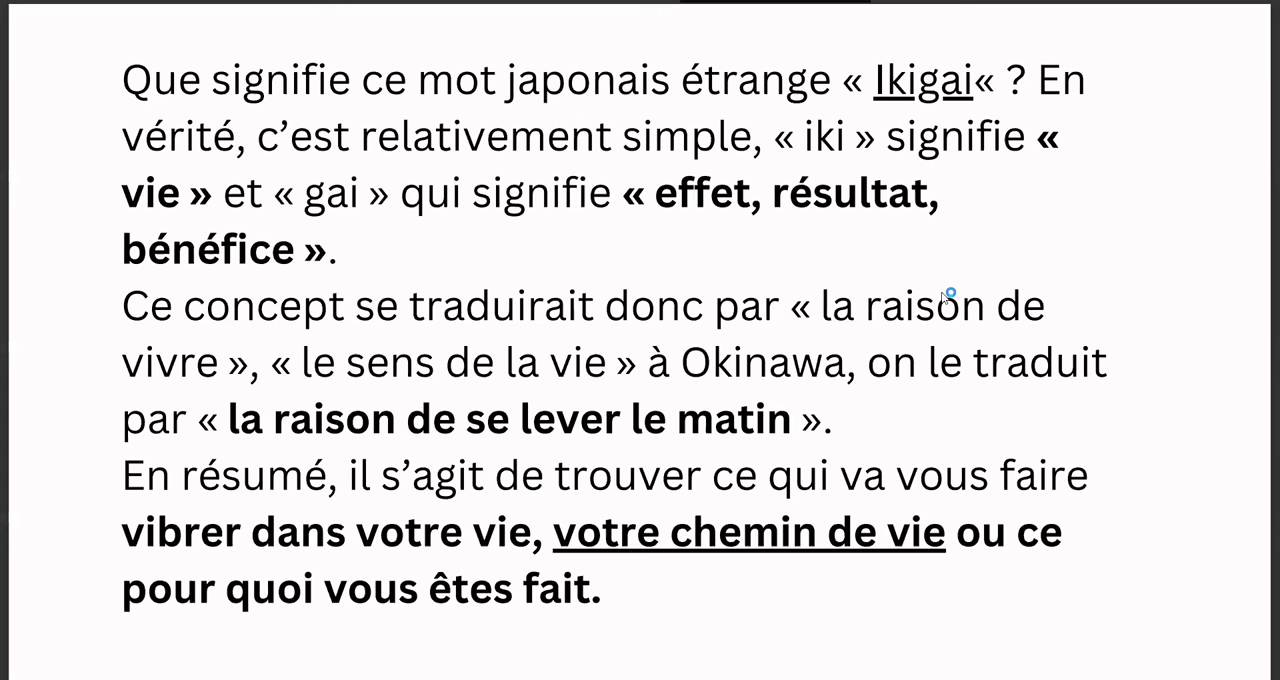 Que signifie ce mot japonais étrange « Ikigai« ? En
vérité, c’est relativement simple, « iki » signifie «
vie » et « gai » qui signifie « effet, résultat,
bénéfice ».
Ce concept se traduirait donc par « la raison de
vivre », « le sens de la vie » à Okinawa, on le traduit
par « la raison de se lever le matin ».
En résumé, il s’agit de trouver ce qui va vous faire
vibrer dans votre vie, votre chemin de vie ou ce
pour quoi vous êtes fait.